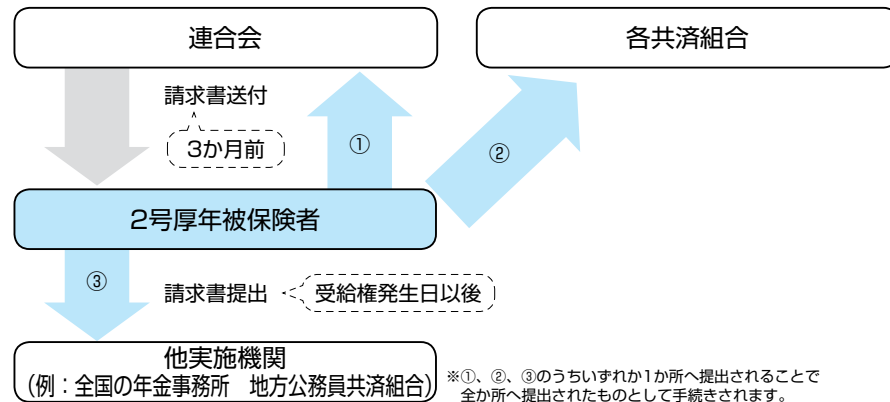 連合会
各共済組合
請求書送付
3か月前
①
②
2号厚年被保険者
③
請求書提出
受給権発生日以後
他実施機関
(例：全国の年金事務所　地方公務員共済組合)
※①、②、③のうちいずれか1か所へ提出されることで
全か所へ提出されたものとして手続きされます。